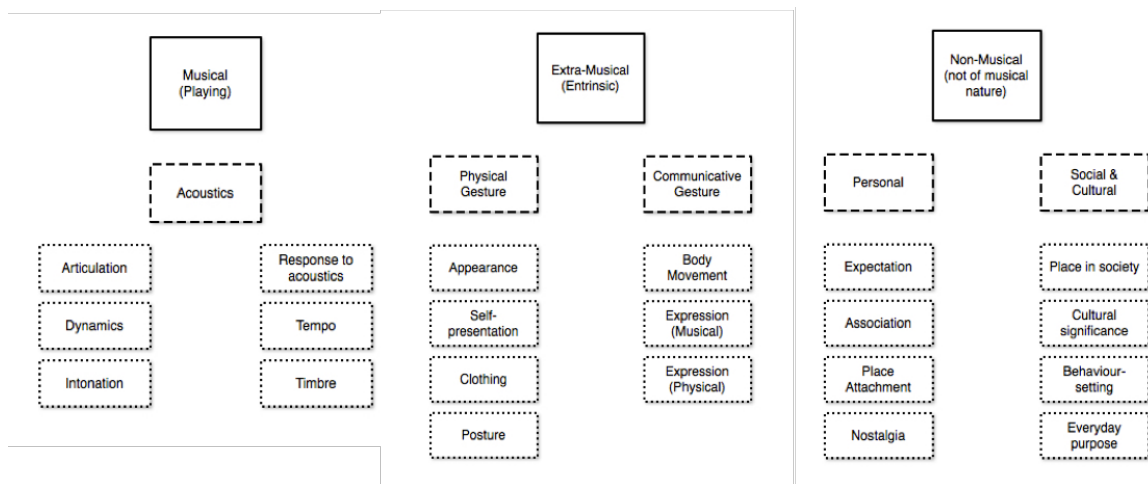 Musical
(Playing)
Acoustics
Articulation
Response to
acoustics
Dynamics
Tempo
Intonation
Timbre
Extra-Musical
(Entrinsic)
Physical
Gesture
Communicative
Gesture
Appearance
Body
Movement
Self-
presentation
Expression
(Musical)
Clothing
Expression
(Physical)
Posture
Non-Musical
(not of musical
nature)
Personal
Social &
Cultural
Expectation
Place in society
Association
Cultural
significance
Place
Attachment
Behaviour-
setting
Nostalgia
Everyday
purpose